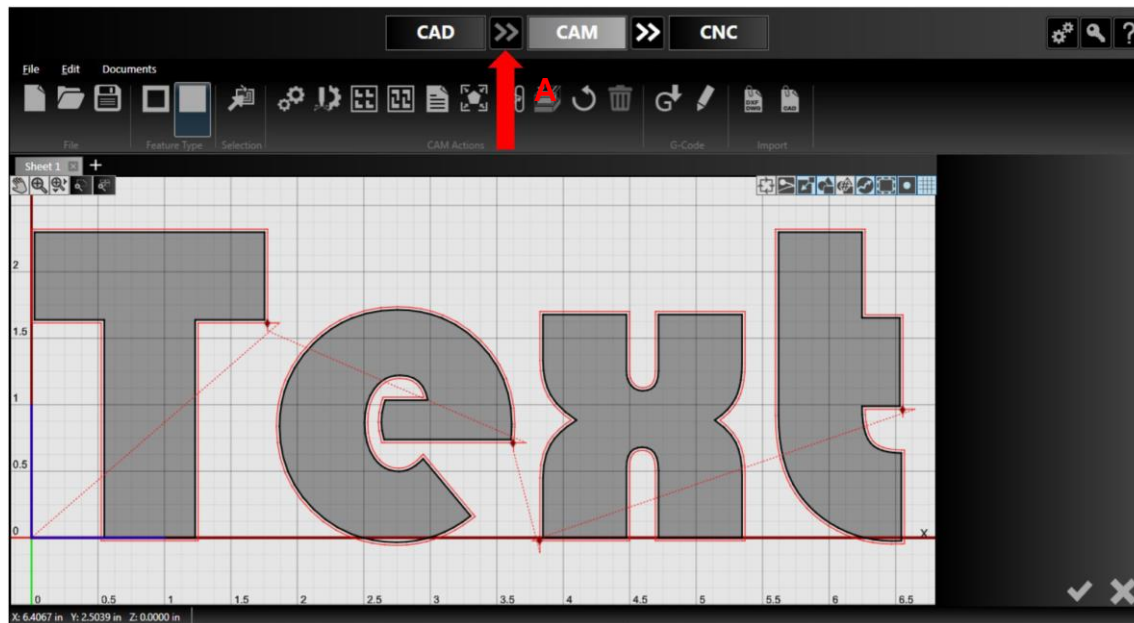 CAD CAM CNC
A
File Edit Documents
DXF DWG CAD
File Feature Type Selection CAM Actions G-Code Import
Sheet 1
Text
2
1.5
1
0.5
0
X
0 0.5 1 1.5 2 2.5 3 3.5 4 4.5 5 5.5 6 6.5
X: 6.4067 in Y: 2.5039 in Z: 0.0000 in